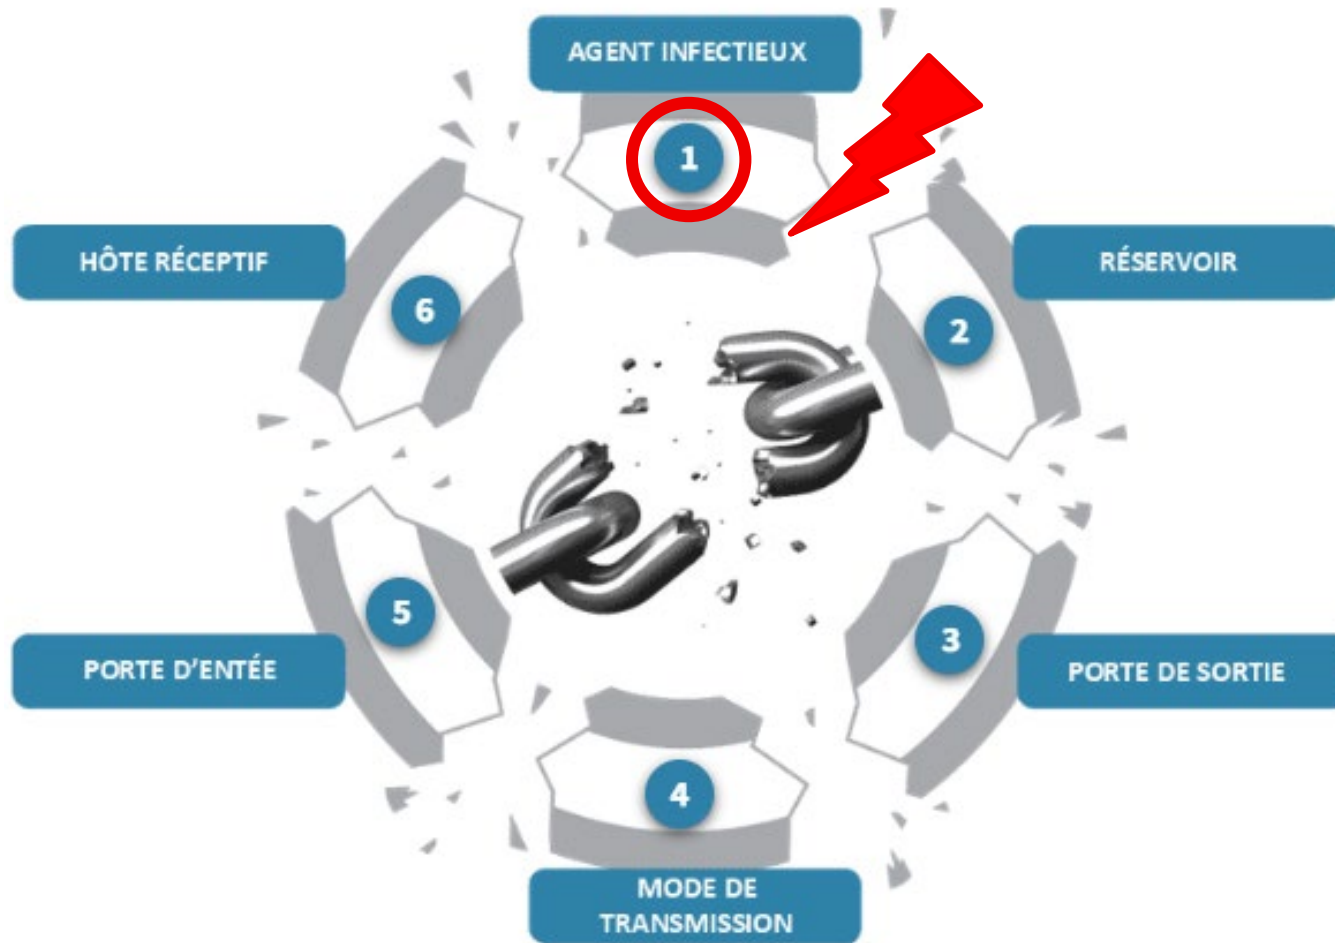 AGENT INFECTIEUX
1
RÉSERVOIR
2
PORTE DE SORTIE
3
MODE DE
TRANSMISSION
4
PORTE D'ENTÉE
5
HÔTE RÉCEPTIF
6